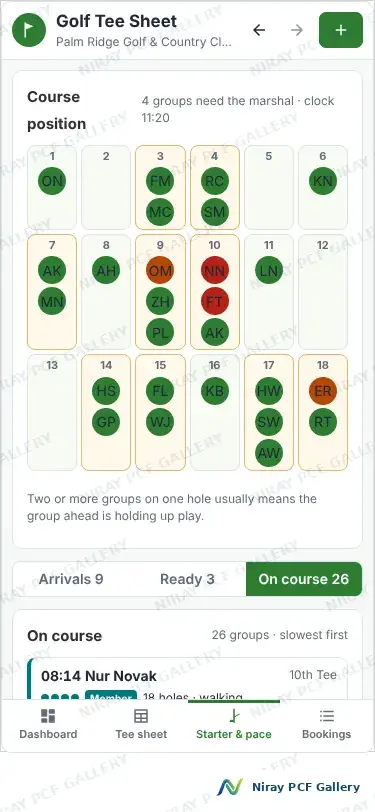 Golf Tee Sheet
Palm Ridge Golf & Country Cl...
Course position
4 groups need the marshal · clock 11:20
1 2 3 4 5 6
ON FM RC KN
MC SM
7 8 9 10 11 12
AK AH OM NN LN
MN ZH FT
PL AK
13 14 15 16 17 18
HS FL KB HW ER
GP WJ SW RT
AW
Two or more groups on one hole usually means the
group ahead is holding up play.
Arrivals 9 Ready 3 On course 26
On course 26 groups · slowest first
08:14 Nur Novak 10th Tee
Member 18 holes · walking
Dashboard Tee sheet Starter & pace Bookings
Niray PCF Gallery
NIRAY PCF GALLERY